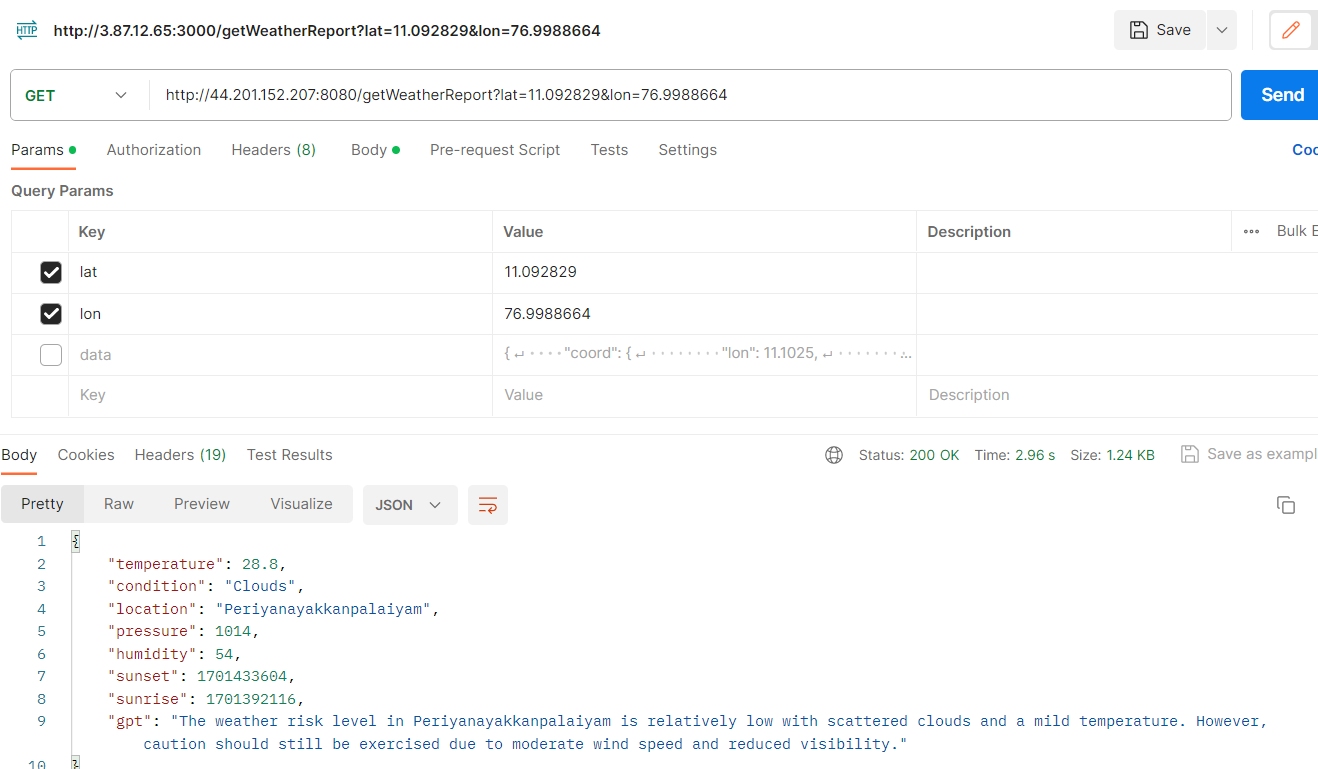 HTTP http://3.87.12.65:3000/getWeatherReport?lat=11.092829&lon=76.9988664 Save
GET http://44.201.152.207:8080/getWeatherReport?lat=11.092829&lon=76.9988664 Send
Params Authorization Headers (8) Body Pre-request Script Tests Settings Coo
Query Params
Key Value Description ••• Bulk E
lat 11.092829
lon 76.9988664
data { ↵ ····"coord": { ↵ ········"lon": 11.1025, ↵ ·······...
Key Value Description
Body Cookies Headers (19) Test Results Status: 200 OK Time: 2.96 s Size: 1.24 KB Save as exampl
Pretty Raw Preview Visualize JSON
1 {
2 "temperature": 28.8,
3 "condition": "Clouds",
4 "location": "Periyanayakkanpalaiyam",
5 "pressure": 1014,
6 "humidity": 54,
7 "sunset": 1701433604,
8 "sunrise": 1701392116,
9 "gpt": "The weather risk level in Periyanayakkanpalaiyam is relatively low with scattered clouds and a mild temperature. However,
caution should still be exercised due to moderate wind speed and reduced visibility."
10 }